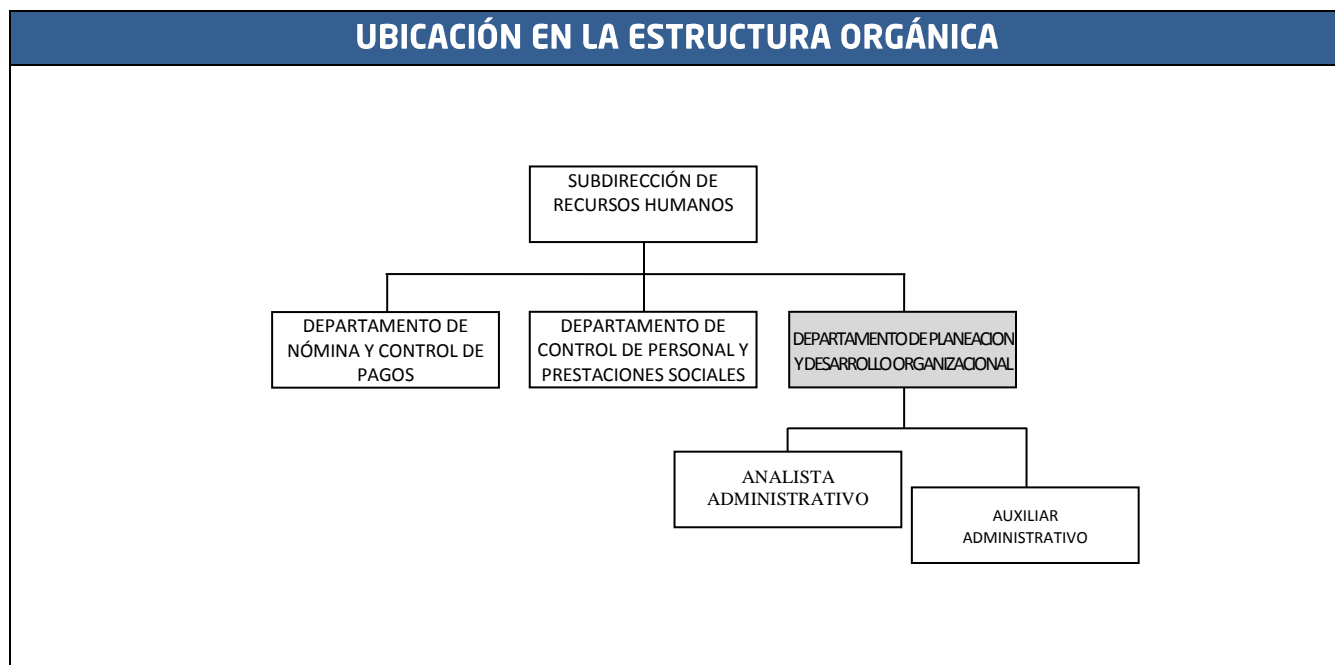 UBICACIÓN EN LA ESTRUCTURA ORGÁNICA
SUBDIRECCIÓN DE
RECURSOS HUMANOS
DEPARTAMENTO DE
NÓMINA Y CONTROL DE
PAGOS
DEPARTAMENTO DE
CONTROL DE PERSONAL Y
PRESTACIONES SOCIALES
DEPARTAMENTO DE PLANEACION
Y DESARROLLO ORGANIZACIONAL
ANALISTA
ADMINISTRATIVO
AUXILIAR
ADMINISTRATIVO